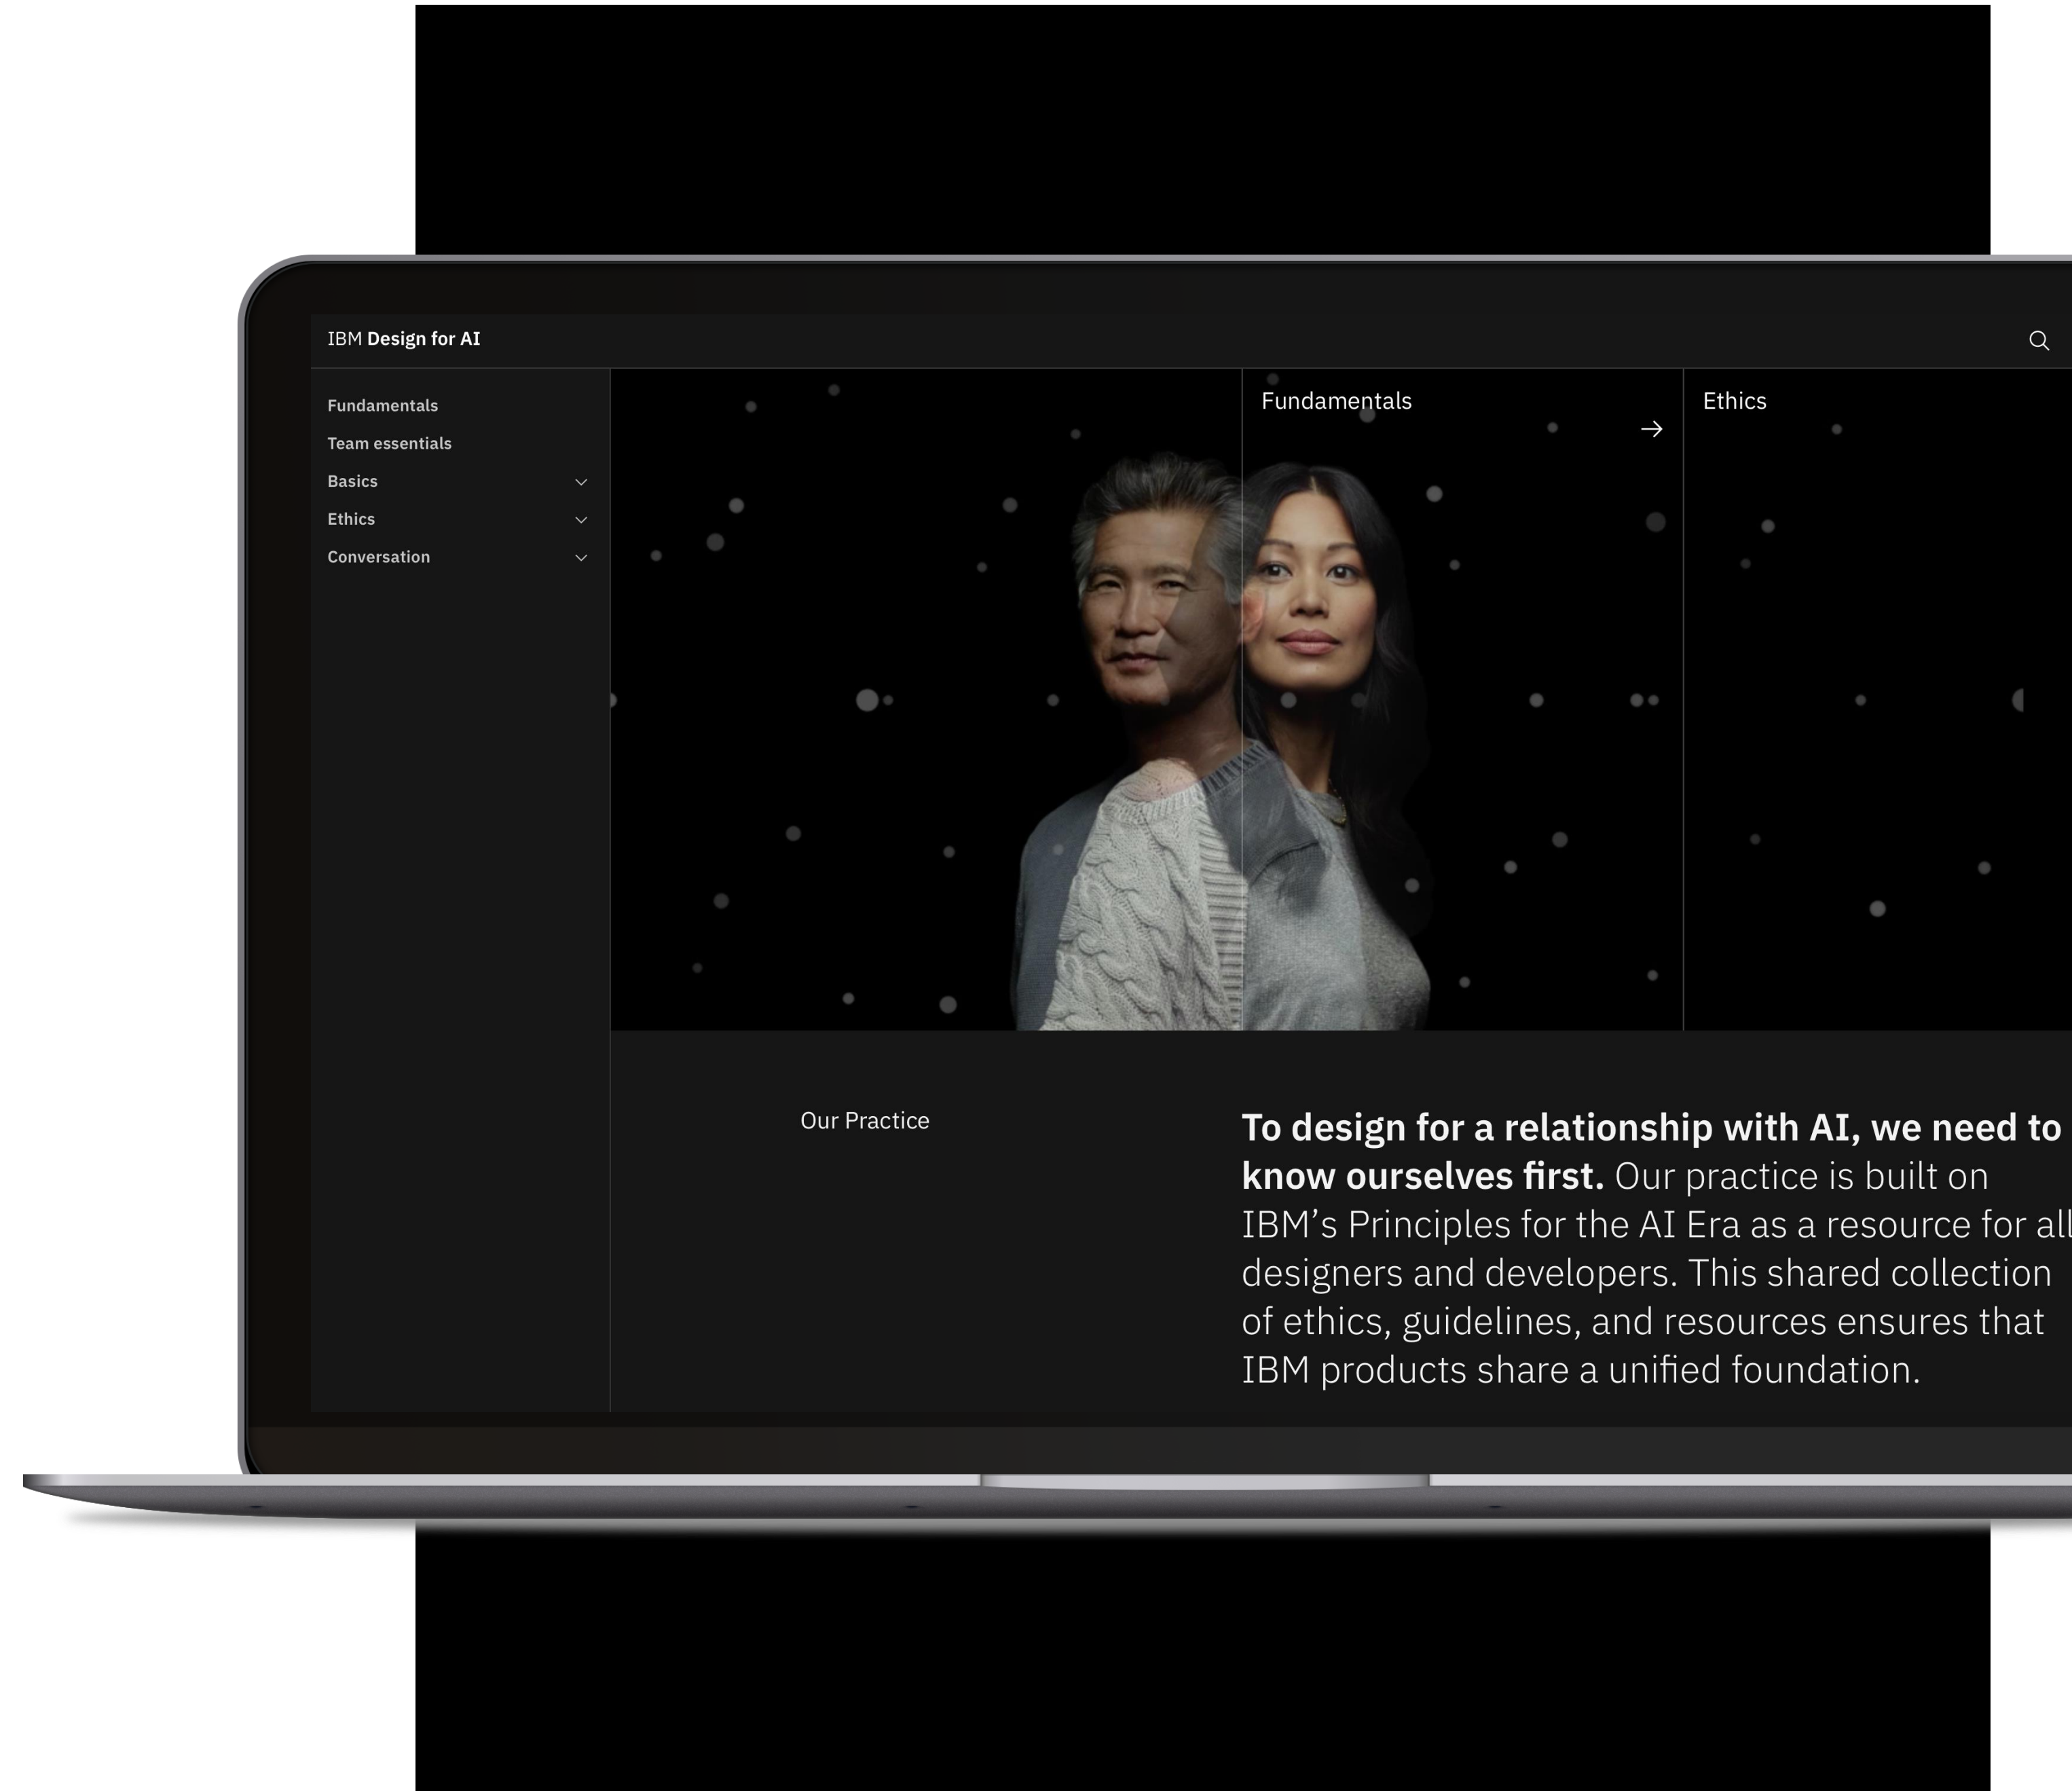 IBM Design for AI
Fundamentals
Team essentials
Basics
Ethics
Conversation
Fundamentals
Ethics
Our Practice
To design for a relationship with AI, we need to
know ourselves first. Our practice is built on
IBM’s Principles for the AI Era as a resource for all
designers and developers. This shared collection
of ethics, guidelines, and resources ensures that
IBM products share a unified foundation.